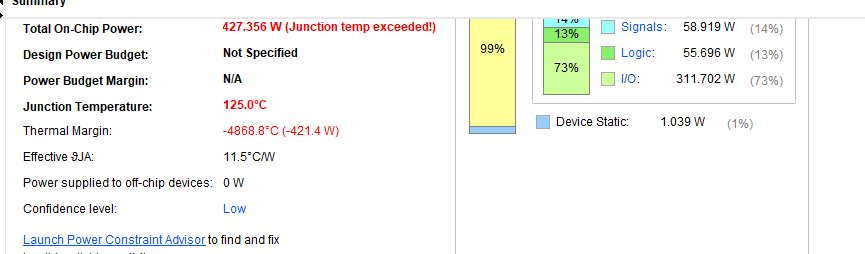 Summary
Total On-Chip Power: 427.356 W (Junction temp exceeded!)
Design Power Budget: Not Specified
Power Budget Margin: N/A
Junction Temperature: 125.0°C
Thermal Margin: -4868.8°C (-421.4 W)
Effective ϑJA: 11.5°C/W
Power supplied to off-chip devices: 0 W
Confidence level: Low
Launch Power Constraint Advisor to find and fix
99%
14%
13%
73%
Signals: 58.919 W (14%)
Logic: 55.696 W (13%)
I/O: 311.702 W (73%)
Device Static: 1.039 W (1%)